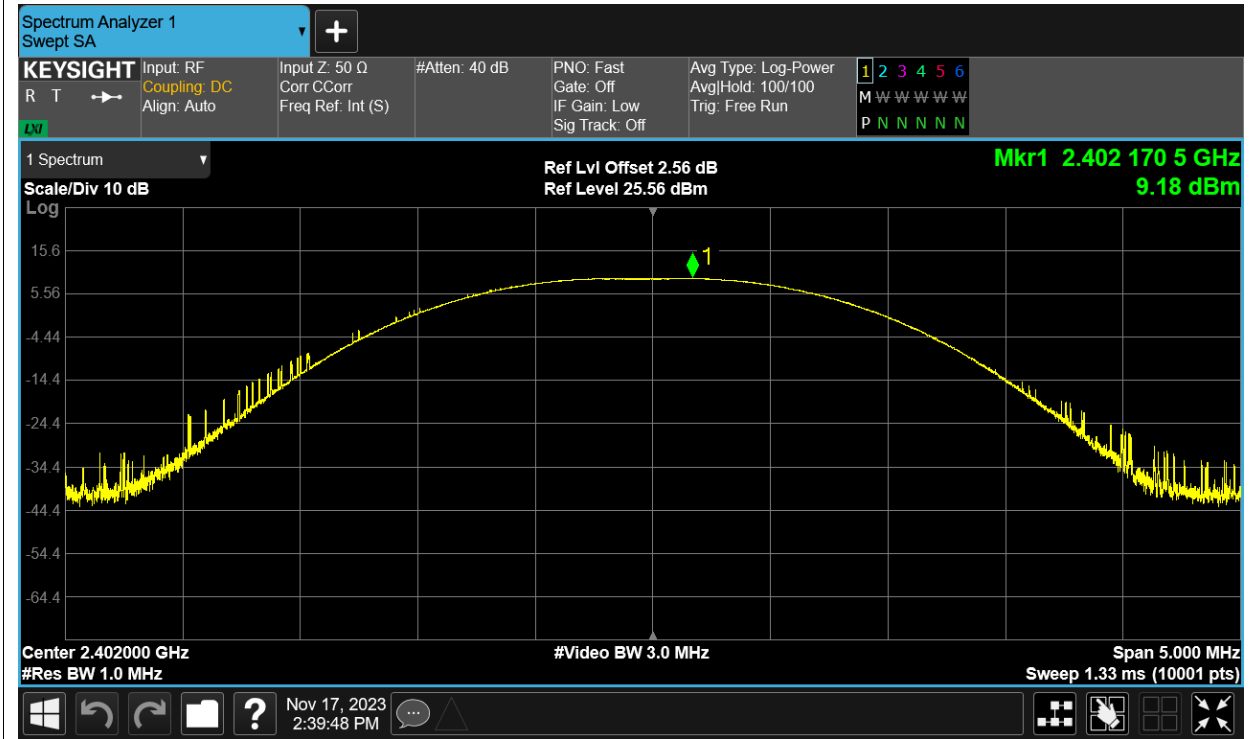 Spectrum Analyzer 1
Swept SA
+
KEYSIGHT
R T
LXI
Input: RF
Coupling: DC
Align: Auto
Input Z: 50 Ω
Corr CCorr
Freq Ref: Int (S)
#Atten: 40 dB
PNO: Fast
Gate: Off
IF Gain: Low
Sig Track: Off
Avg Type: Log-Power
Avg|Hold: 100/100
Trig: Free Run
1 2 3 4 5 6
M W W W W W
P N N N N N
1 Spectrum
Scale/Div 10 dB
Log
Ref Lvl Offset 2.56 dB
Ref Level 25.56 dBm
Mkr1 2.402 170 5 GHz
9.18 dBm
1
15.6
5.56
-4.44
-14.4
-24.4
-34.4
-44.4
-54.4
-64.4
Center 2.402000 GHz
#Video BW 3.0 MHz
Span 5.000 MHz
#Res BW 1.0 MHz
Sweep 1.33 ms (10001 pts)
?
Nov 17, 2023
2:39:48 PM